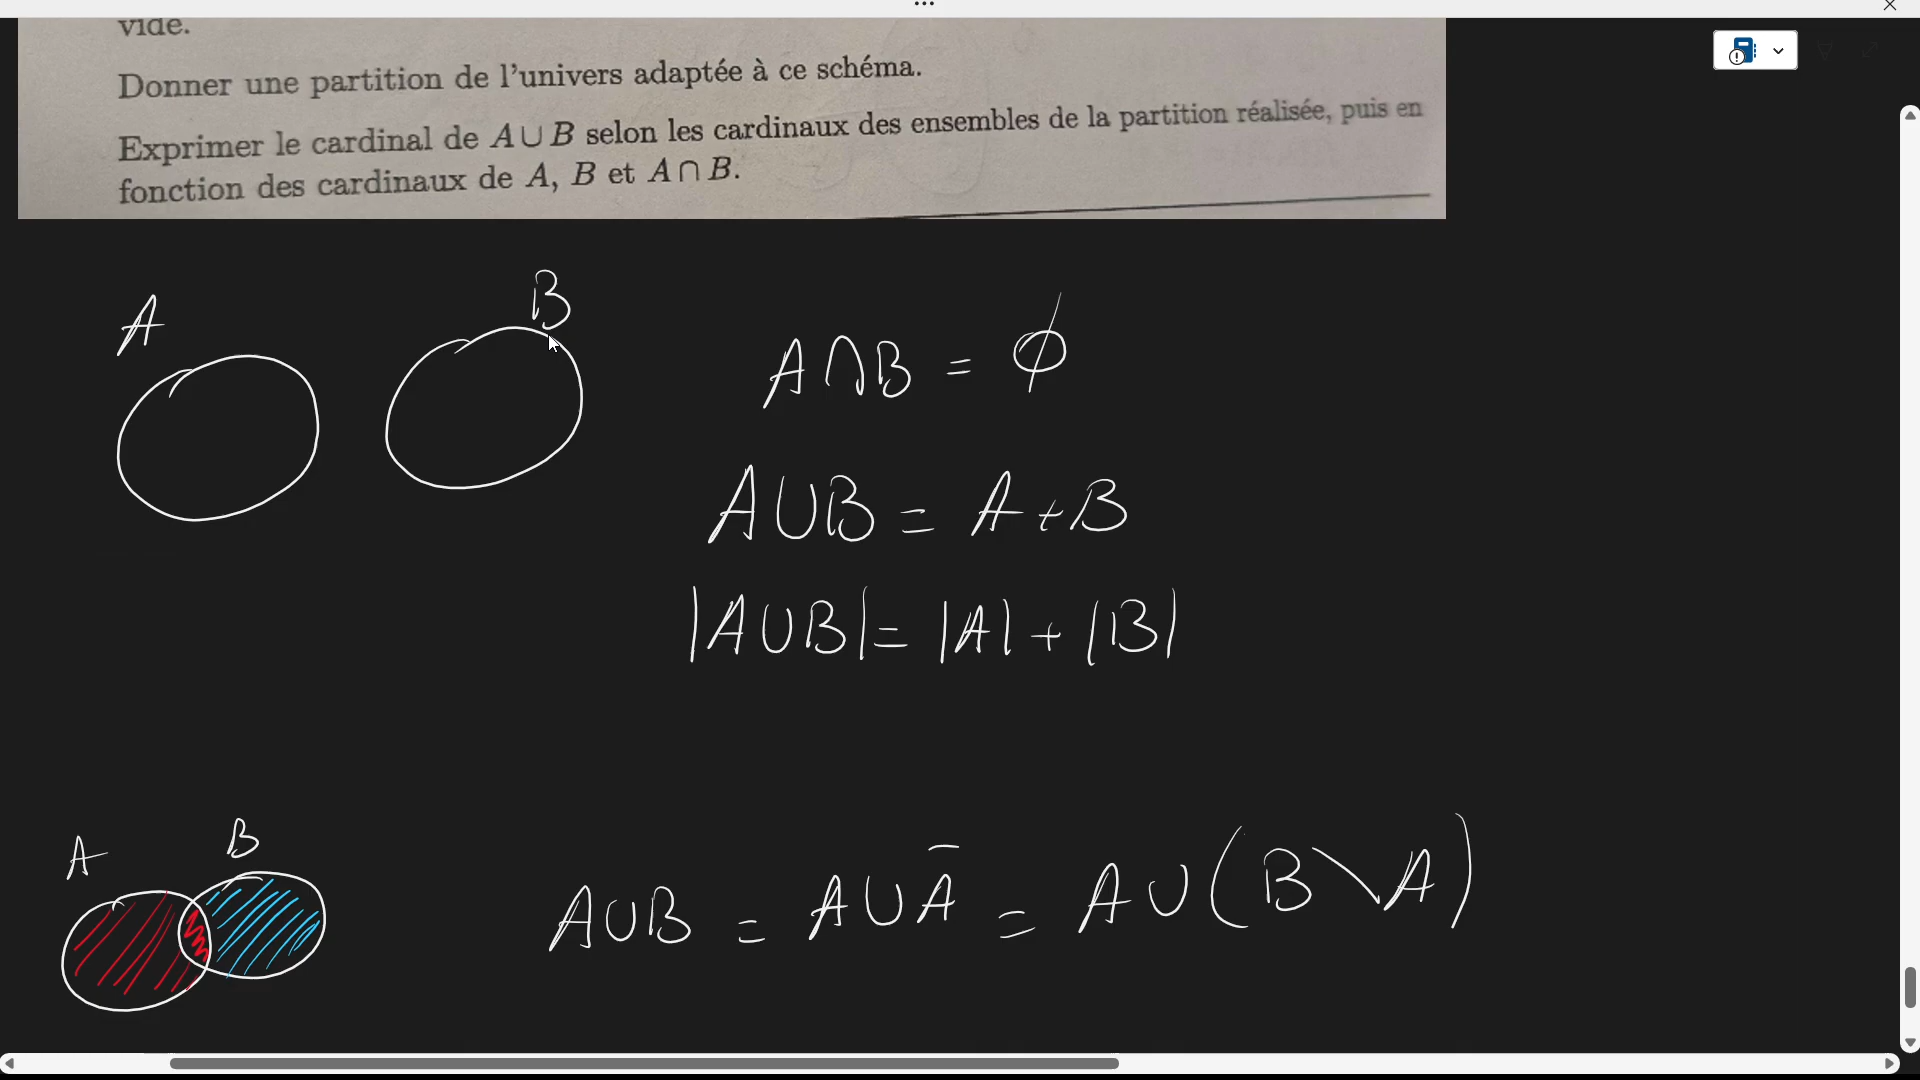 vide.
Donner une partition de l'univers adaptée à ce schéma.
Exprimer le cardinal de A ∪ B selon les cardinaux des ensembles de la partition réalisée, puis en
fonction des cardinaux de A, B et A ∩ B.
A
B
A ∩ B = ϕ
A ∪ B = A + B
|A ∪ B| = |A| + |B|
A
B
A ∪ B = A ∪ A̅ = A ∪ (B \ A)